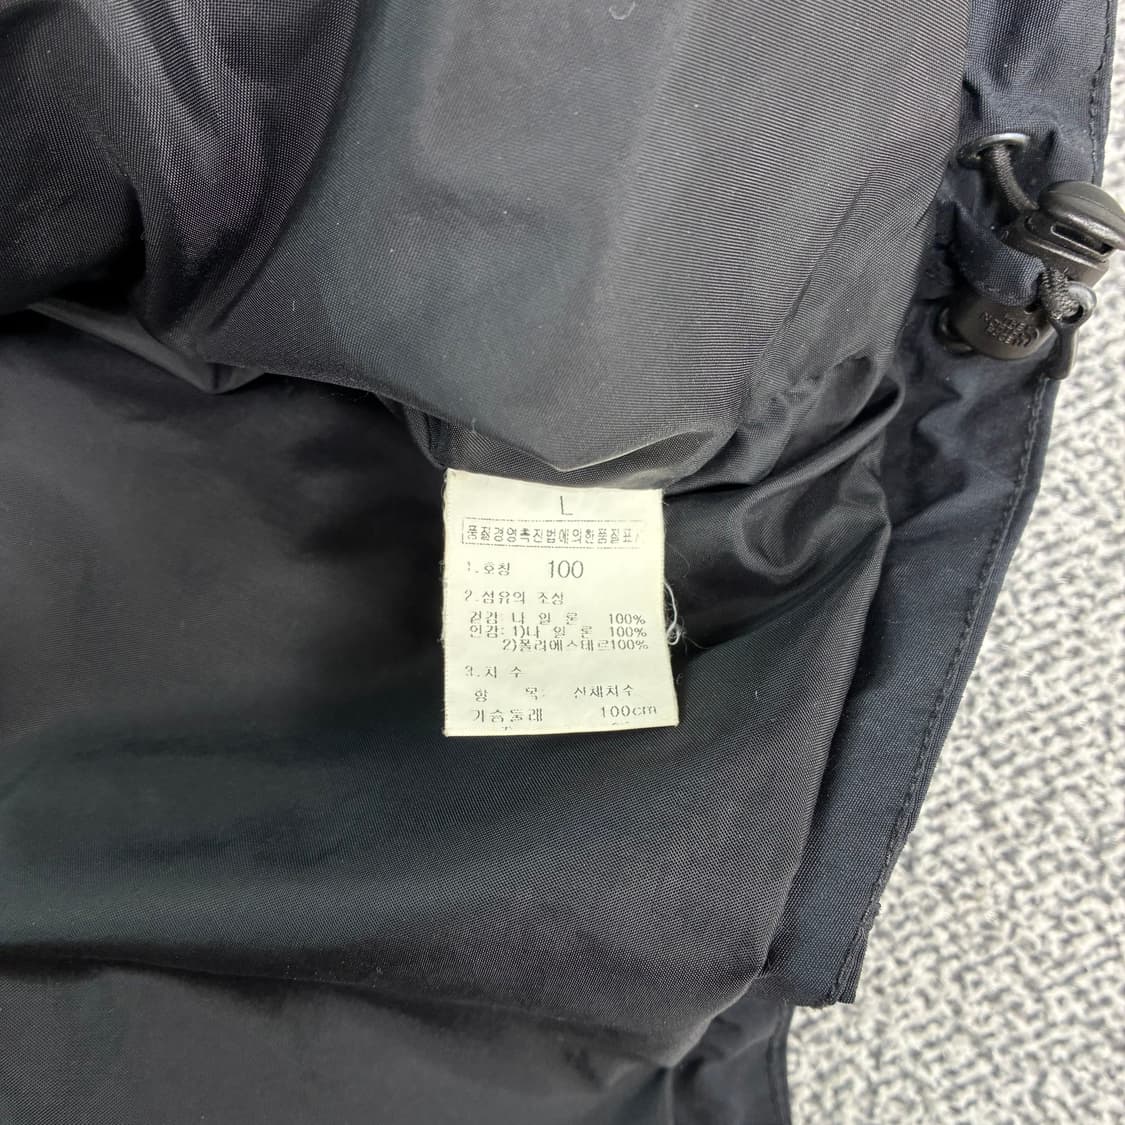 L
품질경영촉진법에의한품질표시
1.호칭 100
2.섬유의 조상
겉감: 나 일 론 100%
인감: 1)나 일 론 100%
2)폴리에스테르100%
3.치 수
항 목: 신체치수
가슴둘레 100cm